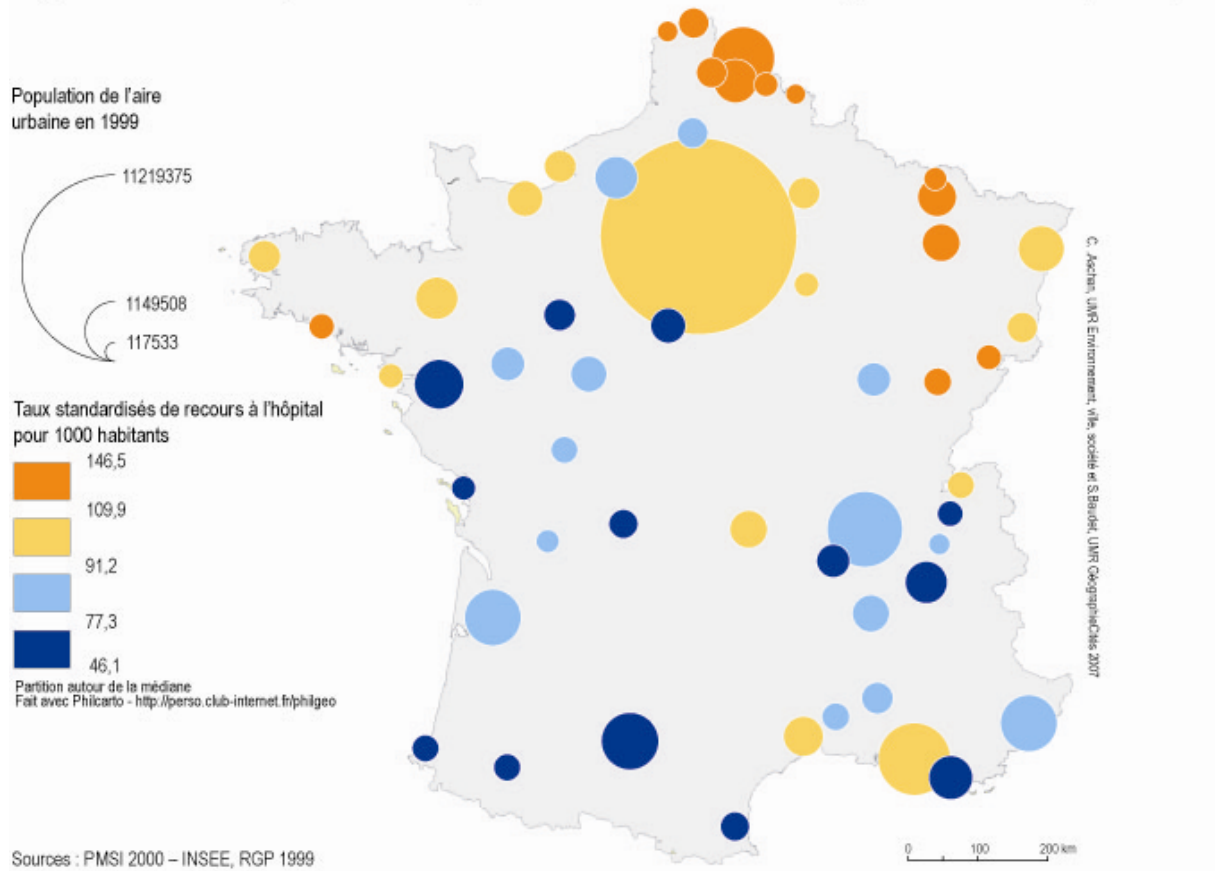 Population de l'aire
urbaine en 1999
11219375
1149508
117533
Taux standardisés de recours à l'hôpital
pour 1000 habitants
146,5
109,9
91,2
77,3
46,1
Partition autour de la médiane
Fait avec Philcarto - http://perso.club-internet.fr/philgeo
Sources : PMSI 2000 – INSEE, RGP 1999
C. Aschan, UMR Environnement, ville, société et S.Baudet, UMR GéographieCités 2007
0 100 200 km